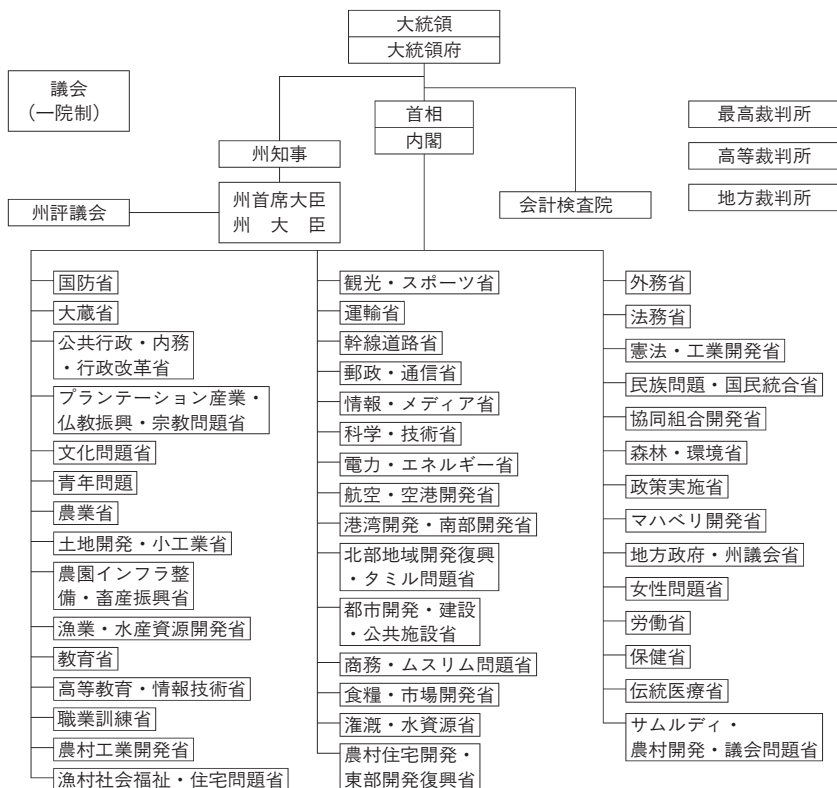 大統領
大統領府
議会
（一院制）
首相
内閣
最高裁判所
高等裁判所
地方裁判所
州知事
州首席大臣
州　大　臣
州評議会
会計検査院
国防省
大蔵省
公共行政・内務
・行政改革省
プランテーション産業・
仏教振興・宗教問題省
文化問題省
青年問題
農業省
土地開発・小工業省
農園インフラ整
備・畜産振興省
漁業・水産資源開発省
教育省
高等教育・情報技術省
職業訓練省
農村工業開発省
漁村社会福祉・住宅問題省
観光・スポーツ省
運輸省
幹線道路省
郵政・通信省
情報・メディア省
科学・技術省
電力・エネルギー省
航空・空港開発省
港湾開発・南部開発省
北部地域開発復興
・タミル問題省
都市開発・建設
・公共施設省
商務・ムスリム問題省
食糧・市場開発省
潅漑・水資源省
農村住宅開発・
東部開発復興省
外務省
法務省
憲法・工業開発省
民族問題・国民統合省
協同組合開発省
森林・環境省
政策実施省
マハベリ開発省
地方政府・州議会省
女性問題省
労働省
保健省
伝統医療省
サムルディ・
農村開発・議会問題省